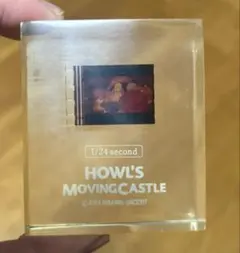 1/24 second
HOWL'S
MOVING CASTLE